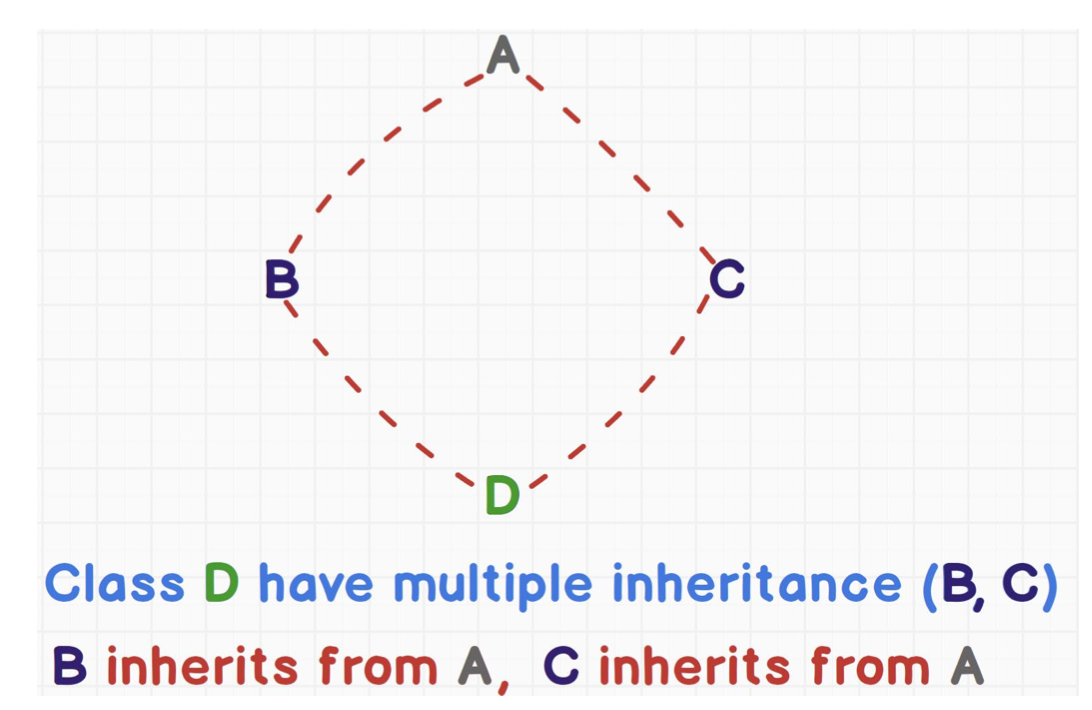 A
B C
D
Class D have multiple inheritance (B, C)
B inherits from A, C inherits from A